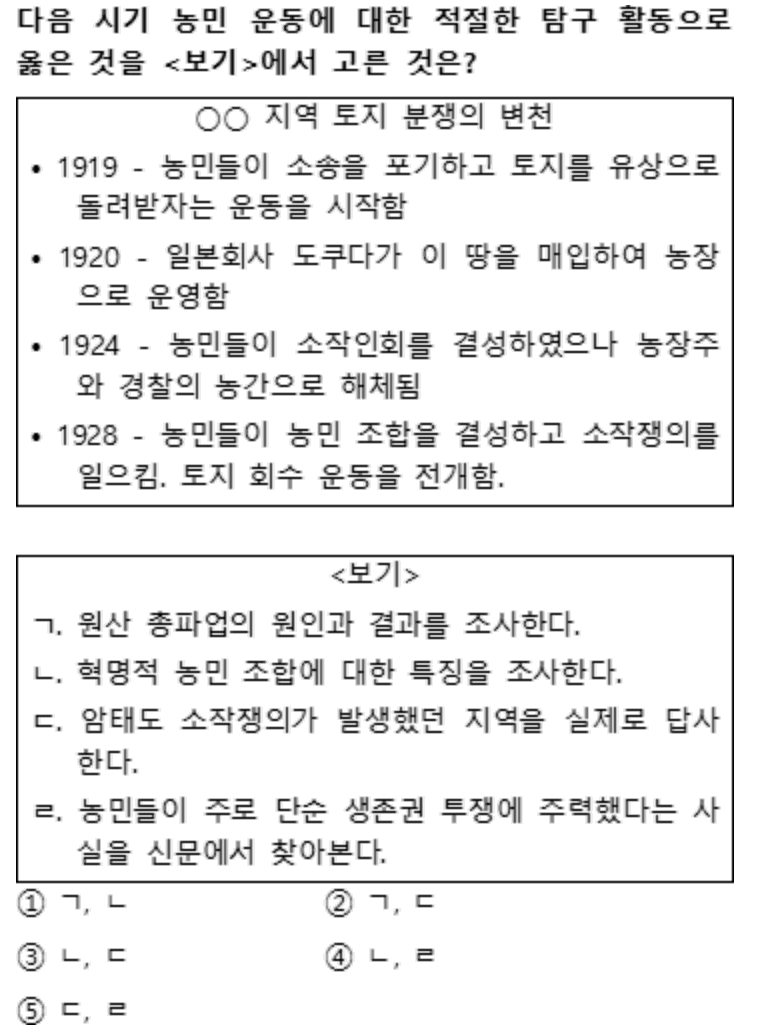 다음 시기 농민 운동에 대한 적절한 탐구 활동으로
옳은 것을 <보기>에서 고른 것은?
○○ 지역 토지 분쟁의 변천
• 1919 - 농민들이 소송을 포기하고 토지를 유상으로
돌려받자는 운동을 시작함
• 1920 - 일본회사 도쿠다가 이 땅을 매입하여 농장
으로 운영함
• 1924 - 농민들이 소작인회를 결성하였으나 농장주
와 경찰의 농간으로 해체됨
• 1928 - 농민들이 농민 조합을 결성하고 소작쟁의를
일으킴. 토지 회수 운동을 전개함.
<보기>
ㄱ. 원산 총파업의 원인과 결과를 조사한다.
ㄴ. 혁명적 농민 조합에 대한 특징을 조사한다.
ㄷ. 암태도 소작쟁의가 발생했던 지역을 실제로 답사
한다.
ㄹ. 농민들이 주로 단순 생존권 투쟁에 주력했다는 사
실을 신문에서 찾아본다.
① ㄱ, ㄴ ② ㄱ, ㄷ
③ ㄴ, ㄷ ④ ㄴ, ㄹ
⑤ ㄷ, ㄹ